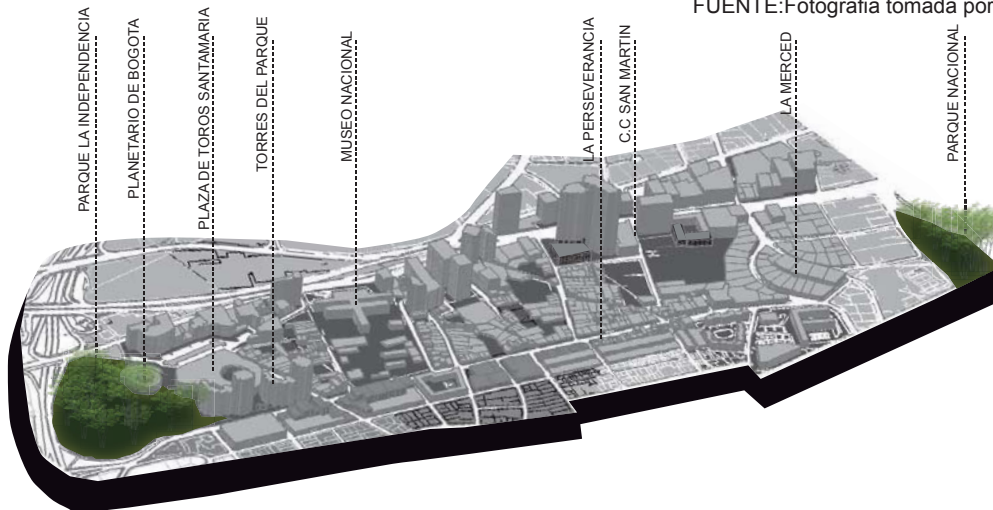 FUENTE:Fotografia tomada por
PARQUE LA INDEPENDENCIA
PLANETARIO DE BOGOTA
PLAZA DE TOROS SANTAMARIA
TORRES DEL PARQUE
MUSEO NACIONAL
LA PERSEVERANCIA
C.C SAN MARTIN
LA MERCED
PARQUE NACIONAL